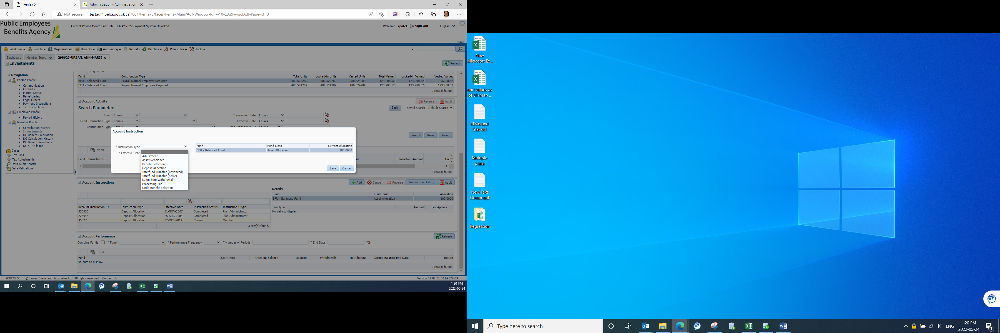 Penfax 5
Administration - Administration
Not secure
testadf4.peba.gov.sk.ca:7001/Penfax5/faces/PenfaxMain?Adf-Window-Id=w10vz8q9ywg&Adf-Page-Id=0
Public Employees
Benefits Agency
Current Payroll Month End Date 31-MAY-2022 Payment System Unlocked
Welcome rpatel Sign Out English
Workflow People Organizations Benefits Accounting Reports Batches Plan Rules Tools
Dashboard Member Search 298623-URBAN, ANN-MARIE
Investments
Refresh
Navigation
Person Profile
Communication
Contacts
Marital Status
Beneficiaries
Legal Orders
Payment Instructions
Tax Instructions
Employee Profile
Payroll History
Member Profile
Contribution History
Investments
DC Benefit Calculation
DC Calculation History
DC Benefit Selections
DC SRB Claims
Cases
Tax Slips
Tax Adjustments
Data Audit Search
Data Validations
Export
Fund Contribution Type Total Units Locked-in Units Vested Units Total Values Locked-in Values Vested Values
BFU - Balanced Fund Payroll Normal Employer Required 480.524289 480.524289 480.524289 123,208.52 123,208.52 123,208.52
BFU - Balanced Fund Payroll Normal Employee Required 480.524289 480.524289 480.524289 123,208.52 123,208.52 123,208.52
2 row(s) found.
Account Activity
Reverse Audit
Search Parameters
Basic Saved Search Default Search
Fund Equals Transaction Date Equals
Fund Transaction Type Equals Effective Date Equals
Contribution Type Equals Fund Transaction ID Equals
Search Reset Save...
Export
Fund Transaction ID Transaction Amount Un
0 row(s) found.
Account Instruction
* Instruction Type
* Effective Date
Adjustment
Asset Rebalance
Benefit Selection
Deposit Allocation
Interfund Transfer (Advanced)
Interfund Transfer (Basic)
Lump Sum Withdrawal
Processing Fee
Undo Benefit Selection
Fund Fund Class Current Allocation
BFU - Balanced Fund Asset Allocation 100.0000
Save Cancel
Account Instructions
Add Cancel Reverse Transaction History Audit
Account Instruction ID Instruction Type Effective Date Instruction Status Instruction Origin
336036 Deposit Allocation 01-NOV-2007 Completed Plan Administrator
223945 Deposit Allocation 25-AUG-2005 Completed Plan Administrator
95827 Deposit Allocation 02-OCT-2014 Current Member
3 row(s) found.
Details
Fund Fund Class Allocation
BFU - Balanced Fund Asset Allocation 100.0000
Fee Type Amount Fee Applies
No data to display.
Account Performance
Refresh
Combine Funds * Fund * Performance Frequency * Number of Periods * End Date
Export
Fund Start Date Opening Balance Deposits Withdrawals Net Change Closing Balance End Date Return
No data to display.
0 row(s) found.
PENFAX 5 | © James Evans and Associates Ltd. All rights reserved. Contact Us
Version 22.02.01.00.b9172b24
1:20 PM
2022-05-24
New
Microsoft Ex...
unit values as
of 31-Mar-...
EDOs and
Stat off
Multiple
plans
New Text
Document
Regression
Type here to search
ENG
1:20 PM
2022-05-24
1